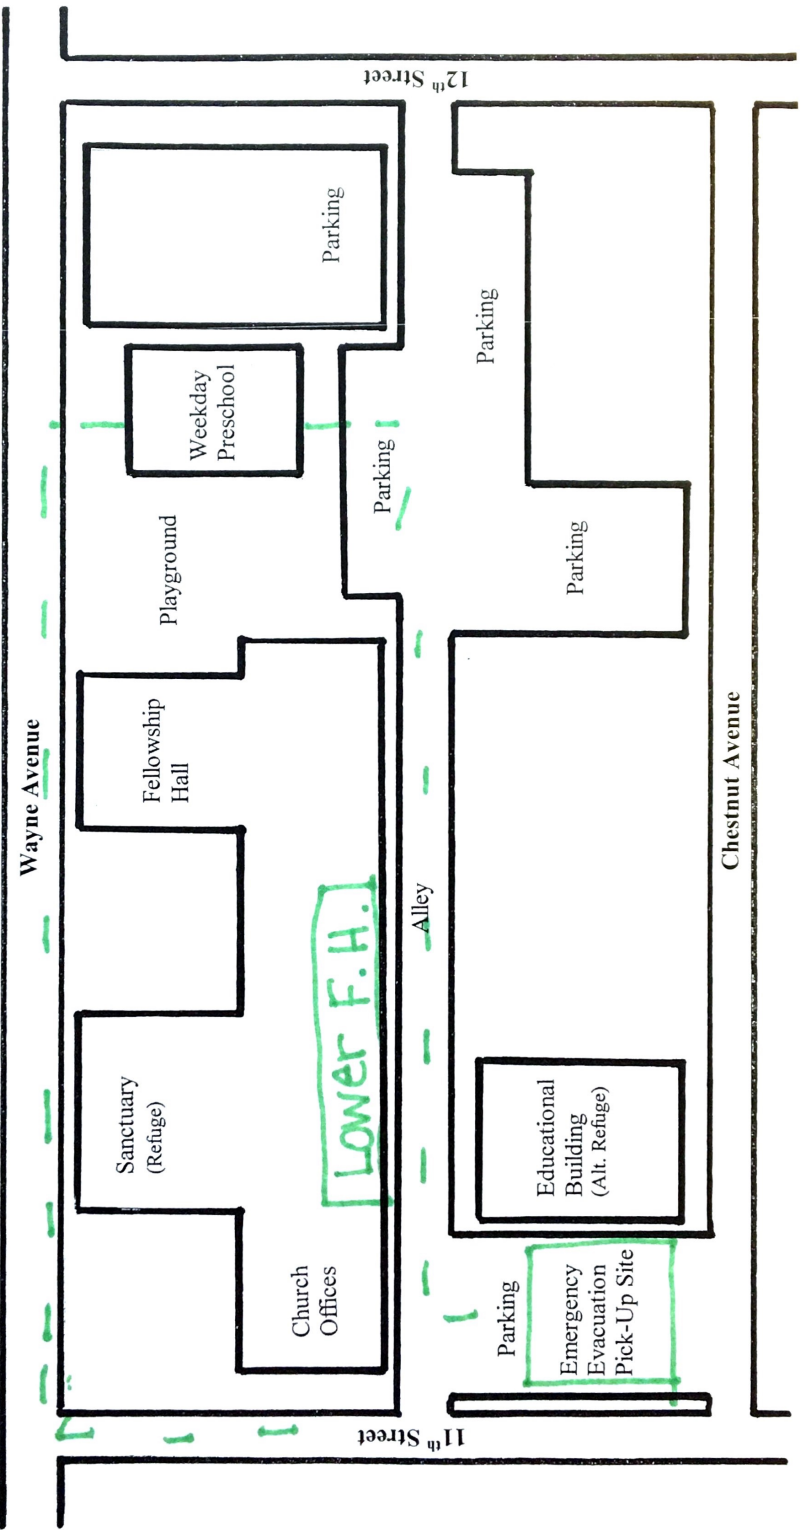 12th Street
Parking
Weekday
Preschool
Parking
Parking
Playground
Parking
Wayne Avenue
Fellowship
Hall
Chestnut Avenue
Alley
Lower F.H.
Sanctuary
(Refuge)
Educational
Building
(Alt. Refuge)
Church
Offices
Parking
Emergency
Evacuation
Pick-Up Site
11th Street